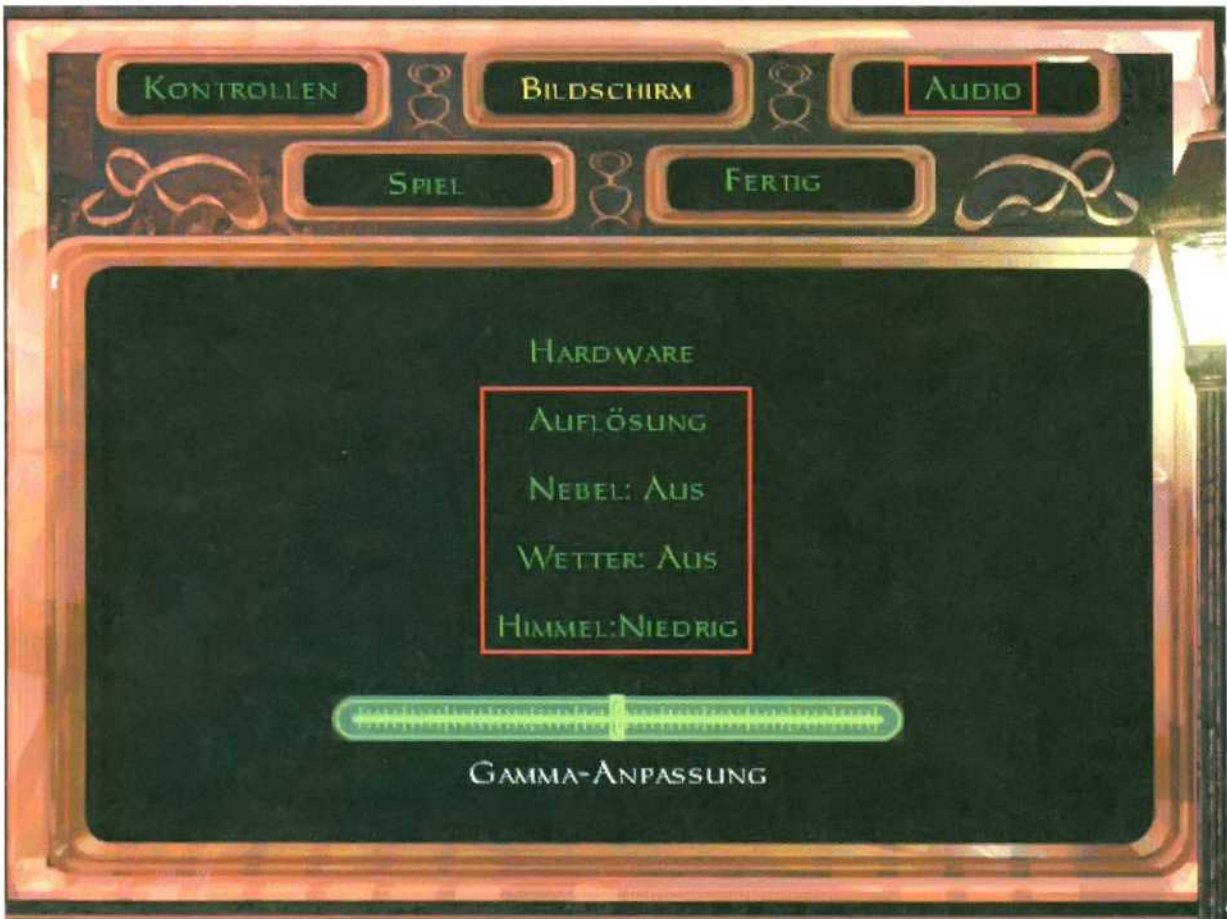 KONTROLLEN BILDSCHIRM AUDIO
SPIEL FERTIG
HARDWARE
AUFLÖSUNG
NEBEL: AUS
WETTER: AUS
HIMMEL:NIEDRIG
GAMMA-ANPASSUNG